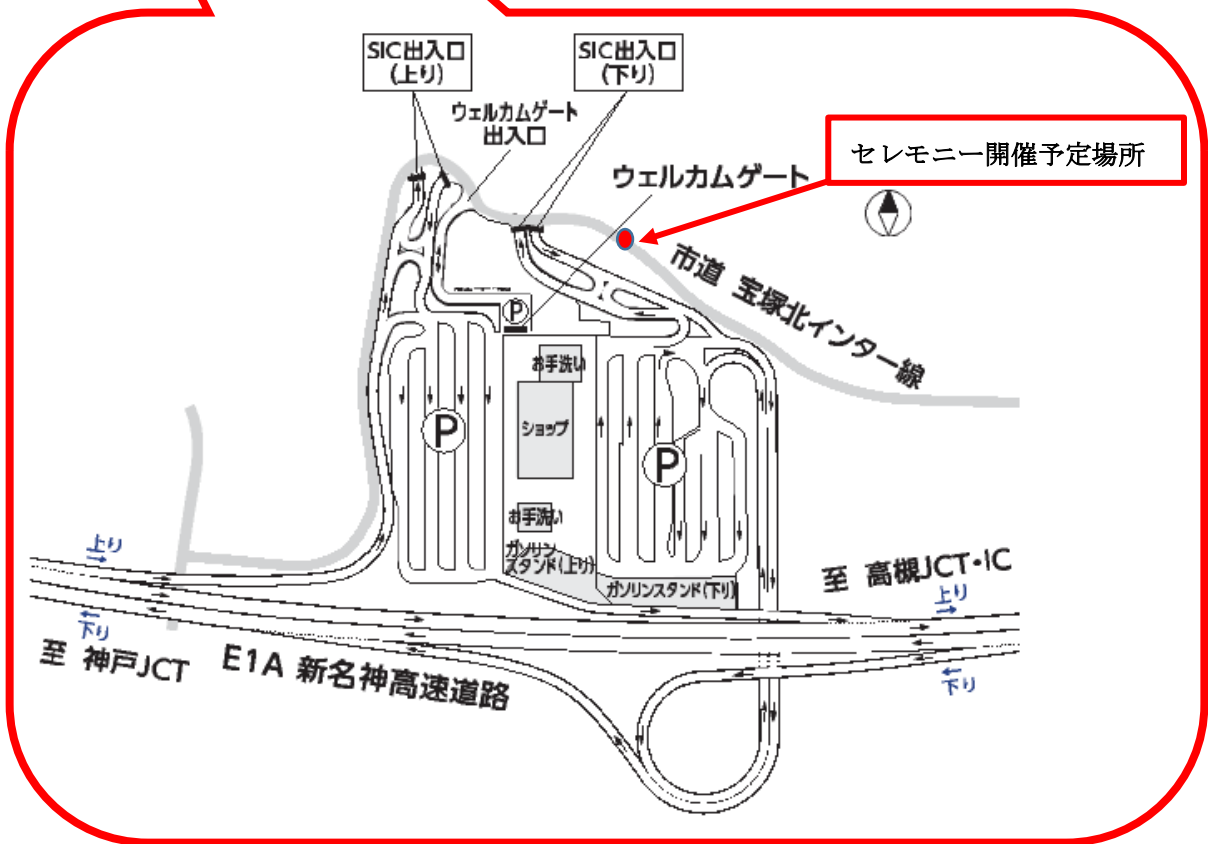 SIC出入口
(上り)
SIC出入口
(下り)
ウェルカムゲート
出入口
セレモニー開催予定場所
ウェルカムゲート
市道 宝塚北インター線
P
お手洗い
ショップ
P
P
お手洗い
ガソリン
スタンド(上り)
ガソリンスタンド(下り)
上り
至 高槻JCT・IC
上り
下り
至 神戸JCT
E1A 新名神高速道路
下り